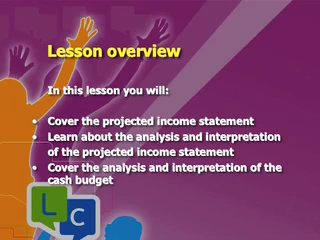 Lesson overview
In this lesson you will:
• Cover the projected income statement
• Learn about the analysis and interpretation
of the projected income statement
• Cover the analysis and interpretation of the
cash budget
L C